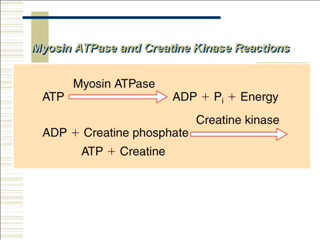 Myosin ATPase and Creatine Kinase Reactions
Myosin ATPase
ATP ADP + Pi + Energy
Creatine kinase
ADP + Creatine phosphate
ATP + Creatine